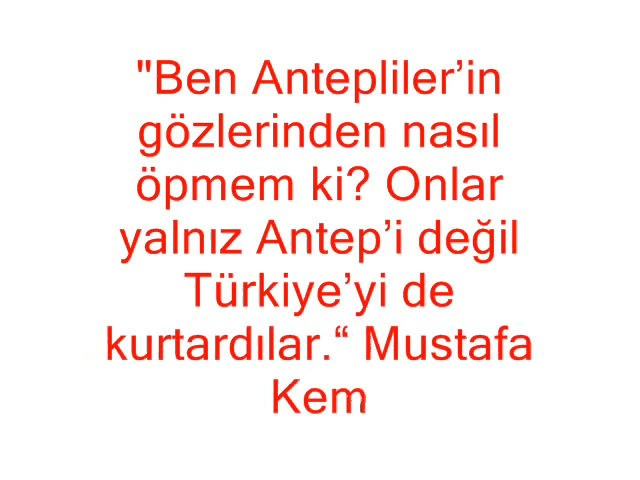 "Ben Antepliler’in
gözlerinden nasıl
öpmem ki? Onlar
yalnız Antep’i değil
Türkiye’yi de
kurtardılar.“ Mustafa
Kem